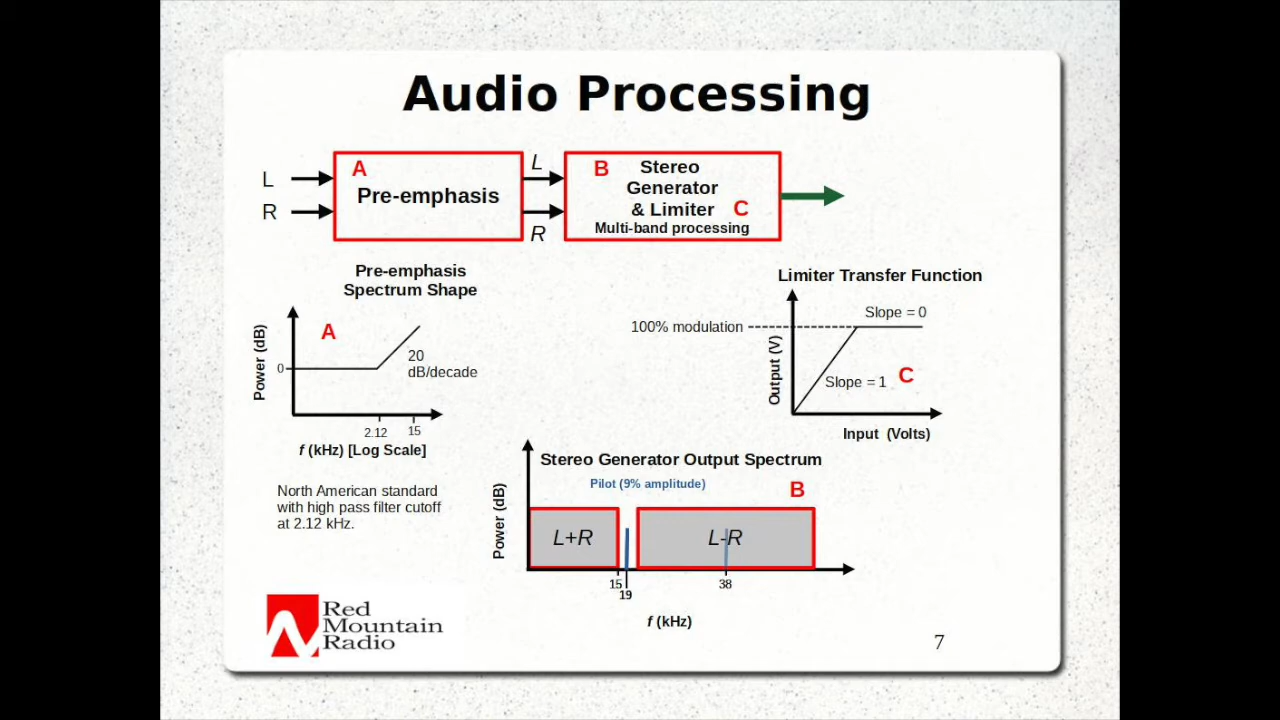 Audio Processing
L
R
A
Pre-emphasis
L
R
B
Stereo
Generator
& Limiter
C
Multi-band processing
Pre-emphasis
Spectrum Shape
Power (dB)
A
0
20
dB/decade
2.12
15
f (kHz) [Log Scale]
North American standard
with high pass filter cutoff
at 2.12 kHz.
Limiter Transfer Function
100% modulation
Output (V)
Slope = 0
Slope = 1
C
Input (Volts)
Stereo Generator Output Spectrum
Pilot (9% amplitude)
B
Power (dB)
L+R
L-R
15
19
38
f (kHz)
Red
Mountain
Radio
7